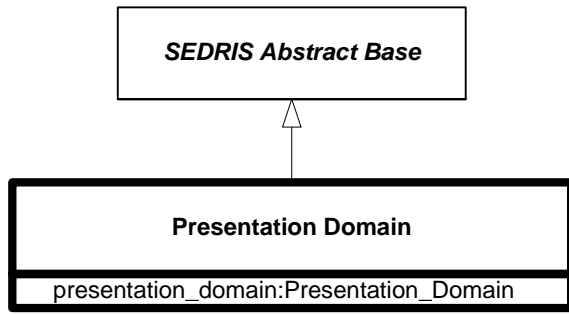 SEDRIS Abstract Base
Presentation Domain
presentation_domain:Presentation_Domain